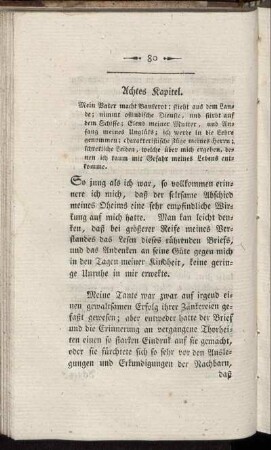 80
Achtes Kapitel.
Mein Vater macht Bankerot: flieht aus dem Lan-
de; nimmt ostindische Dienste, und stirbt auf
dem Schiffe; Elend meiner Mutter, und An-
fang meines Unglüks; ich werde in die Lehre
genommen; charakteristische Züge meines Herrn;
schrekliche Leiden, welche über mich ergehen, de-
nen ich kaum mit Gefahr meines Lebens ent-
komme.
So jung als ich war, so vollkommen erin-
nere ich mich, daß der seltsame Abschied
meines Oheims eine sehr empfindliche Wir-
kung auf mich hatte. Man kan leicht den-
ken, daß bei größerer Reife meines Ver-
standes das Lesen dieses rührenden Briefs,
und das Andenken an seine Güte gegen mich
in den Tagen meiner Kindheit, keine gerin-
ge Unruhe in mir erwekte.
Meine Tante war zwar auf irgend ei-
nen gewaltsamen Erfolg ihrer Zänkereien ge-
faßt gewesen; aber entweder hatte der Brief
und die Erinnerung an vergangene Thorheiten
einen so starken Eindruk auf sie gemacht,
oder sie fürchtete sich so sehr vor den Ausle-
gungen und Erkundigungen der Nachbarn,
daß